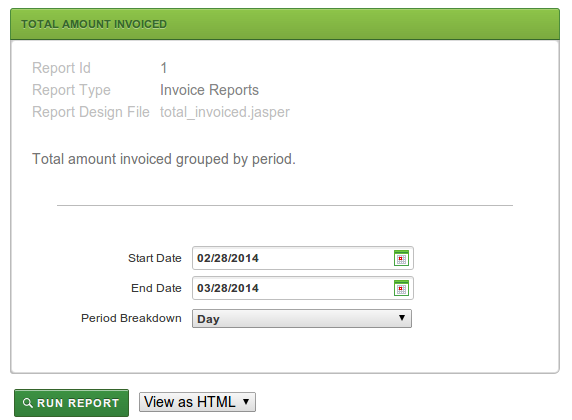 TOTAL AMOUNT INVOICED
Report Id 1
Report Type Invoice Reports
Report Design File total_invoiced.jasper
Total amount invoiced grouped by period.
Start Date 02/28/2014
End Date 03/28/2014
Period Breakdown Day
RUN REPORT View as HTML